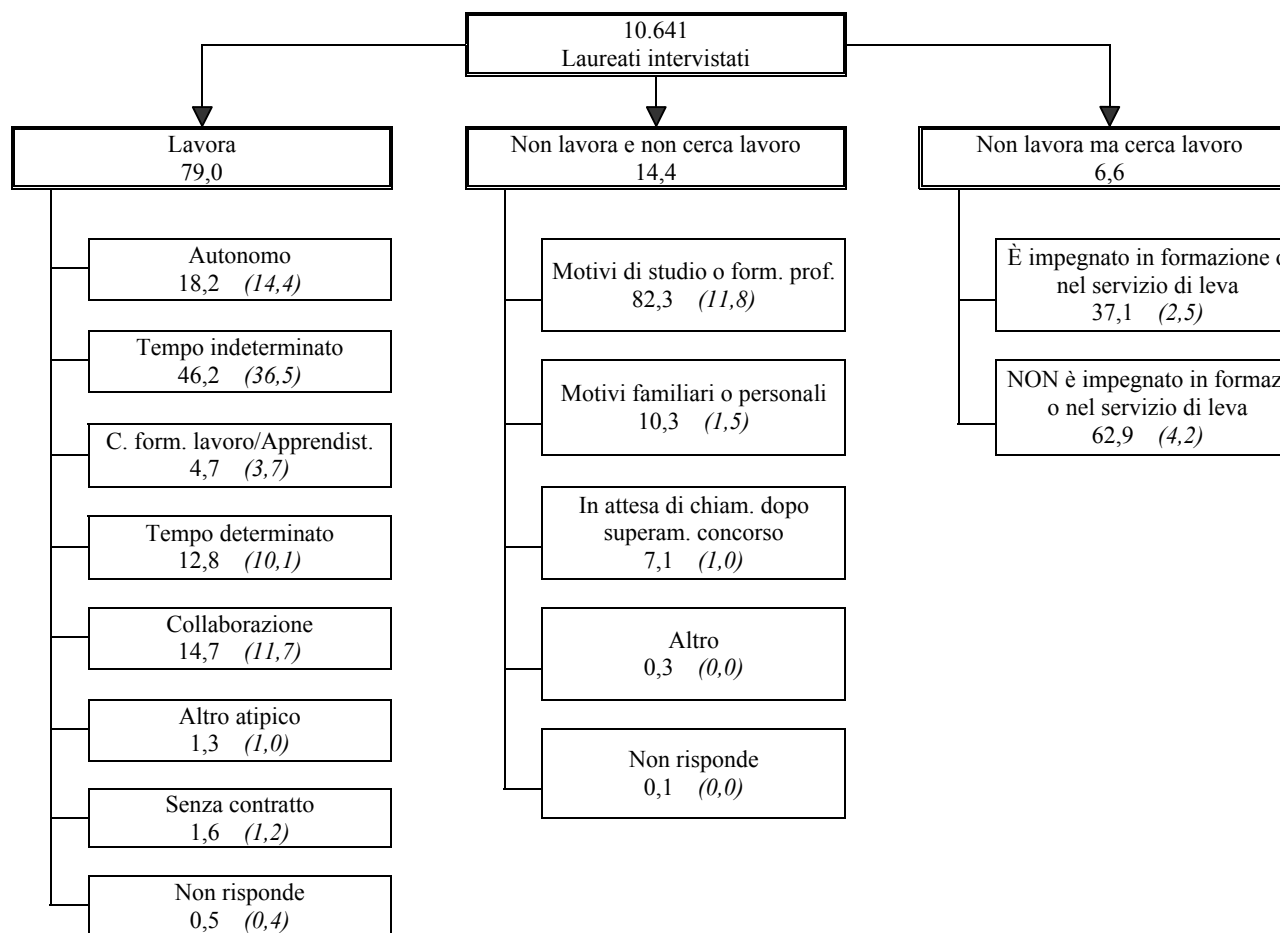 10.641
Laureati intervistati
Lavora
79,0
Autonomo
18,2 (14,4)
Tempo indeterminato
46,2 (36,5)
C. form. lavoro/Apprendist.
4,7 (3,7)
Tempo determinato
12,8 (10,1)
Collaborazione
14,7 (11,7)
Altro atipico
1,3 (1,0)
Senza contratto
1,6 (1,2)
Non risponde
0,5 (0,4)
Non lavora e non cerca lavoro
14,4
Motivi di studio o form. prof.
82,3 (11,8)
Motivi familiari o personali
10,3 (1,5)
In attesa di chiam. dopo
superam. concorso
7,1 (1,0)
Altro
0,3 (0,0)
Non risponde
0,1 (0,0)
Non lavora ma cerca lavoro
6,6
È impegnato in formazione
nel servizio di leva
37,1 (2,5)
NON è impegnato in
o nel servizio di leva
62,9 (4,2)